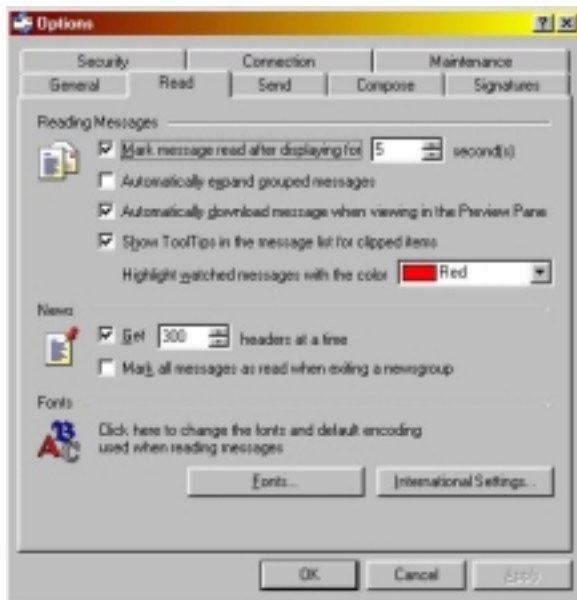 Options
Security Connection Maintenance
General Read Send Compose Signatures
Reading Messages
Mark message read after displaying for 5 second(s)
Automatically expand grouped messages
Automatically download message when viewing in the Preview Pane
Show ToolTips in the message list for clipped items
Highlight watched messages with the color Red
News
Get 300 headers at a time
Mark all messages as read when exiting a newsgroup
Fonts
Click here to change the fonts and default encoding
used when reading messages
Fonts... International Settings...
OK Cancel Apply